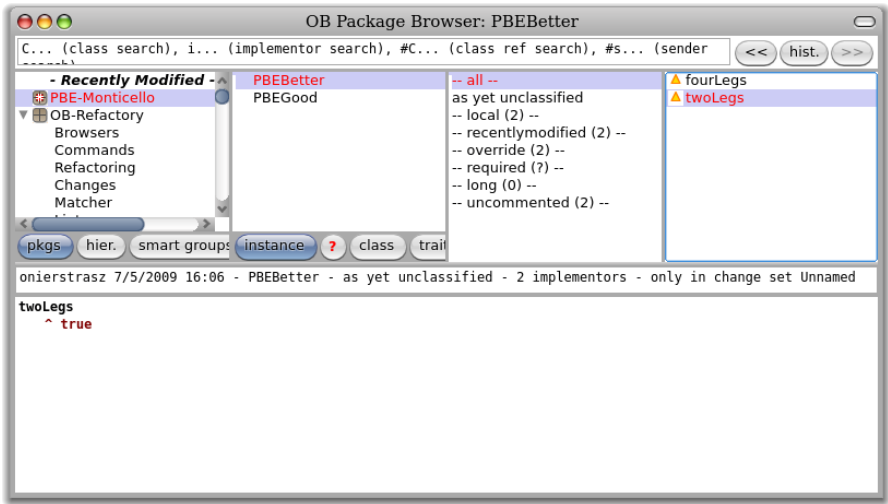 OB Package Browser: PBEBetter
C... (class search), i... (implementor search), #C... (class ref search), #s... (sender
search)
<< hist. >>
- Recently Modified -
PBE-Monticello
OB-Refactory
Browsers
Commands
Refactoring
Changes
Matcher
pkgs hier. smart groups
PBEBetter
PBEGood
instance ? class trait
-- all --
as yet unclassified
-- local (2) --
-- recentlymodified (2) --
-- override (2) --
-- required (?) --
-- long (0) --
-- uncommented (2) --
fourLegs
twoLegs
onierstrasz 7/5/2009 16:06 - PBEBetter - as yet unclassified - 2 implementors - only in change set Unnamed
twoLegs
^ true